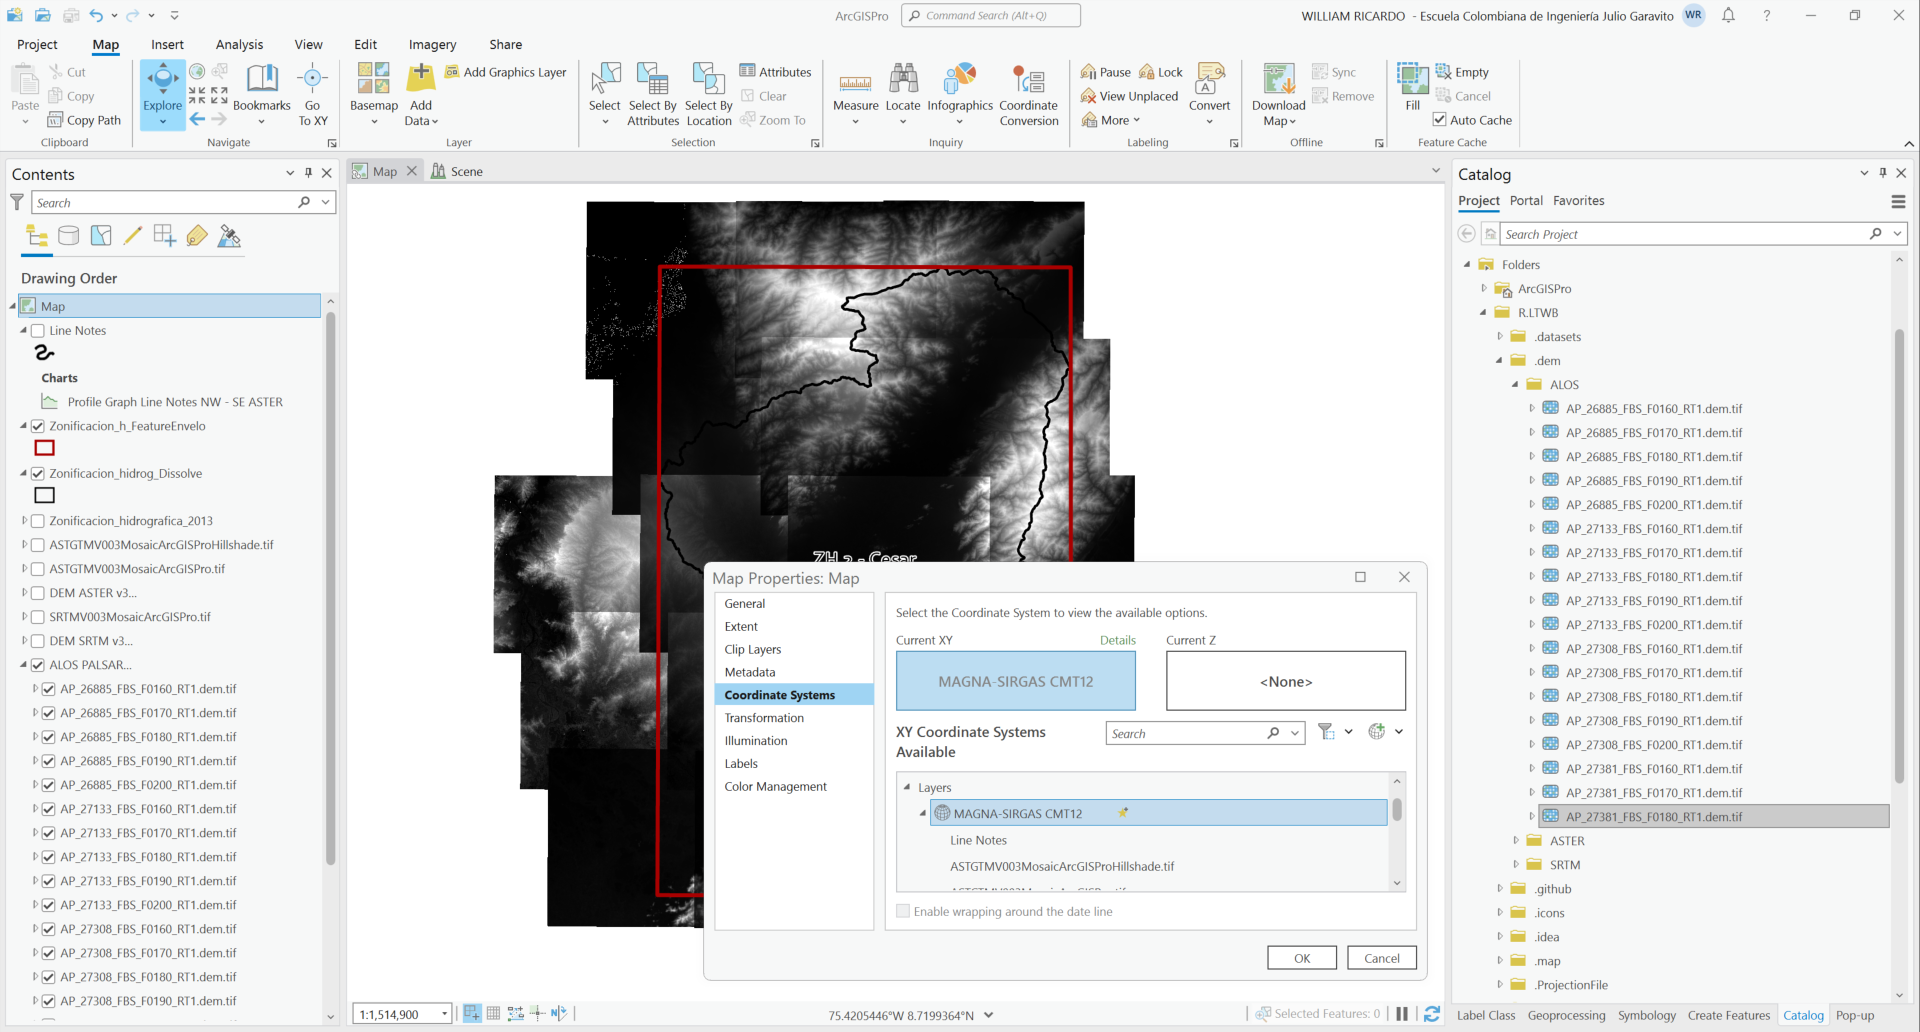 ArcGISPro
Command Search (Alt+Q)
WILLIAM RICARDO - Escuela Colombiana de Ingeniería Julio Garavito
WR
Project
Map
Insert
Analysis
View
Edit
Imagery
Share
Paste
Cut
Copy
Copy Path
Clipboard
Explore
Bookmarks
Go To XY
Navigate
Basemap
Add Data
Add Graphics Layer
Layer
Select
Select By Attributes
Select By Location
Attributes
Clear
Zoom To
Selection
Measure
Locate
Infographics
Coordinate Conversion
Inquiry
Pause
Lock
View Unplaced
More
Convert
Labeling
Download Map
Sync
Remove
Offline
Fill
Empty
Cancel
Auto Cache
Feature Cache
Contents
Search
Drawing Order
Map
Line Notes
Charts
Profile Graph Line Notes NW - SE ASTER
Zonificacion_h_FeatureEnvelo
Zonificacion_hidrog_Dissolve
Zonificacion_hidrografica_2013
ASTGTMV003MosaicArcGISProHillshade.tif
ASTGTMV003MosaicArcGISPro.tif
DEM ASTER v3...
SRTMV003MosaicArcGISPro.tif
DEM SRTM v3...
ALOS PALSAR...
AP_26885_FBS_F0160_RT1.dem.tif
AP_26885_FBS_F0170_RT1.dem.tif
AP_26885_FBS_F0180_RT1.dem.tif
AP_26885_FBS_F0190_RT1.dem.tif
AP_26885_FBS_F0200_RT1.dem.tif
AP_27133_FBS_F0160_RT1.dem.tif
AP_27133_FBS_F0170_RT1.dem.tif
AP_27133_FBS_F0180_RT1.dem.tif
AP_27133_FBS_F0190_RT1.dem.tif
AP_27133_FBS_F0200_RT1.dem.tif
AP_27308_FBS_F0160_RT1.dem.tif
AP_27308_FBS_F0170_RT1.dem.tif
AP_27308_FBS_F0180_RT1.dem.tif
AP_27308_FBS_F0190_RT1.dem.tif
Map
Scene
ZH 2 - Cesar
Map Properties: Map
General
Extent
Clip Layers
Metadata
Coordinate Systems
Transformation
Illumination
Labels
Color Management
Select the Coordinate System to view the available options.
Current XY
Details
Current Z
MAGNA-SIRGAS CMT12
<None>
XY Coordinate Systems Available
Search
Layers
MAGNA-SIRGAS CMT12
Line Notes
ASTGTMV003MosaicArcGISProHillshade.tif
Enable wrapping around the date line
OK
Cancel
1:1,514,900
75.4205446°W 8.7199364°N
Selected Features: 0
Catalog
Project
Portal
Favorites
Search Project
Folders
ArcGISPro
R.LTWB
.datasets
.dem
ALOS
AP_26885_FBS_F0160_RT1.dem.tif
AP_26885_FBS_F0170_RT1.dem.tif
AP_26885_FBS_F0180_RT1.dem.tif
AP_26885_FBS_F0190_RT1.dem.tif
AP_26885_FBS_F0200_RT1.dem.tif
AP_27133_FBS_F0160_RT1.dem.tif
AP_27133_FBS_F0170_RT1.dem.tif
AP_27133_FBS_F0180_RT1.dem.tif
AP_27133_FBS_F0190_RT1.dem.tif
AP_27133_FBS_F0200_RT1.dem.tif
AP_27308_FBS_F0160_RT1.dem.tif
AP_27308_FBS_F0170_RT1.dem.tif
AP_27308_FBS_F0180_RT1.dem.tif
AP_27308_FBS_F0190_RT1.dem.tif
AP_27308_FBS_F0200_RT1.dem.tif
AP_27381_FBS_F0160_RT1.dem.tif
AP_27381_FBS_F0170_RT1.dem.tif
AP_27381_FBS_F0180_RT1.dem.tif
ASTER
SRTM
.github
.icons
.idea
.map
.ProjectionFile
Label Class
Geoprocessing
Symbology
Create Features
Catalog
Pop-up